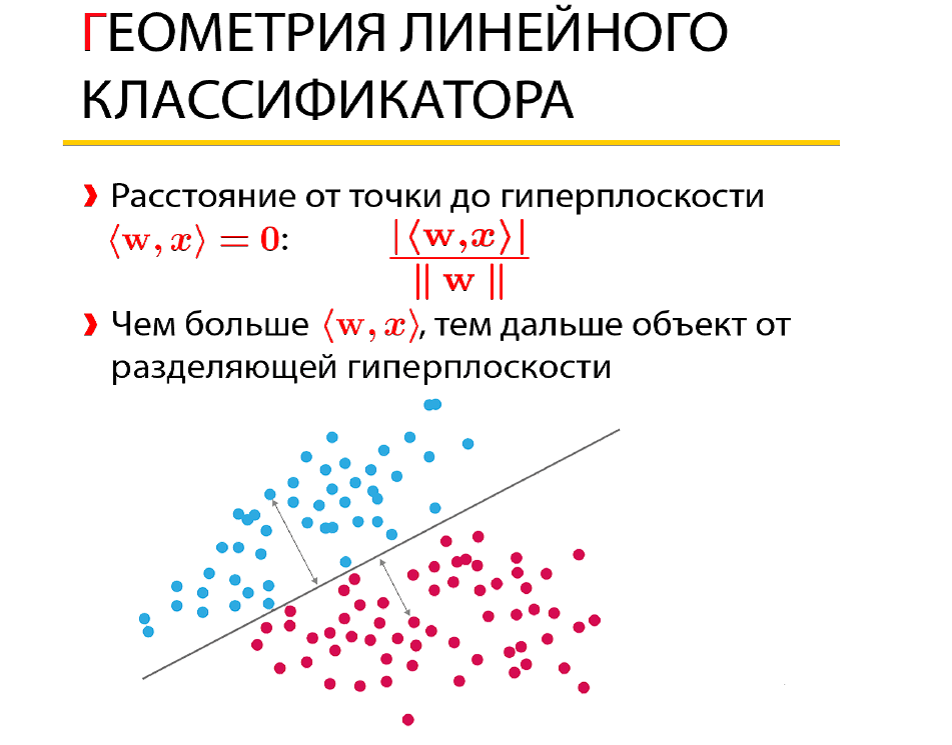 ГЕОМЕТРИЯ ЛИНЕЙНОГО
КЛАССИФИКАТОРА
❱ Расстояние от точки до гиперплоскости
⟨w, x⟩ = 0: |⟨w,x⟩| / ‖ w ‖
❱ Чем больше ⟨w, x⟩, тем дальше объект от
разделяющей гиперплоскости